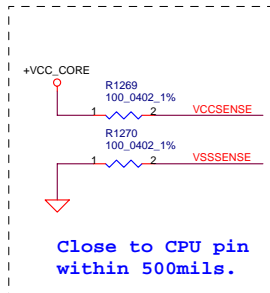 +VCC_CORE
R1269
100_0402_1%
1 2 VCCSENSE
R1270
100_0402_1%
1 2 VSSSENSE
Close to CPU pin
within 500mils.